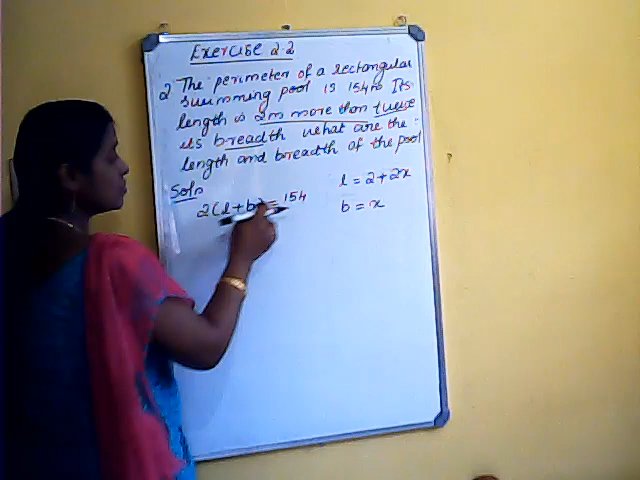 Exercise 2.2
2 The perimeter of a rectangular
swimming pool is 154m Its
length is 2m more than twice
its breadth what are the
length and breadth of the pool
Soln
l = 2 + 2x
2(l + b) = 154
b = x